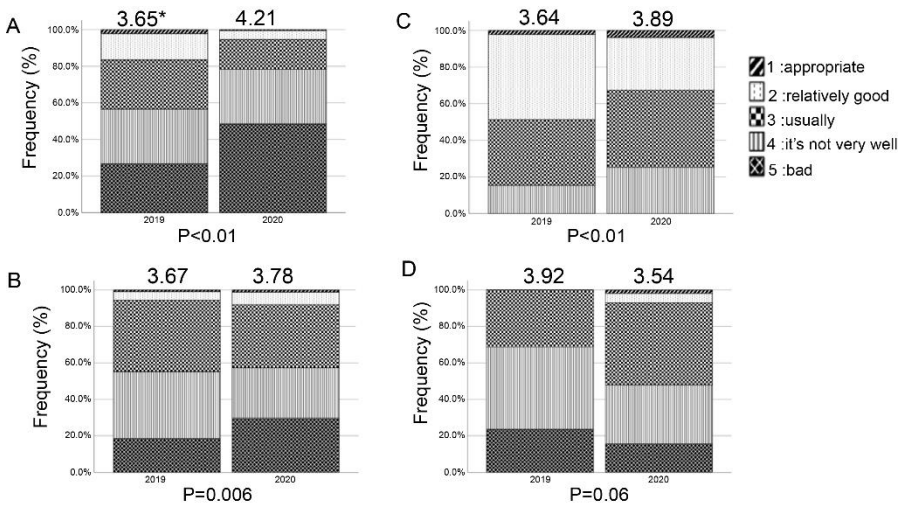 A
3.65*
4.21
Frequency (%)
100.0%
80.0%
60.0%
40.0%
20.0%
0.0%
2019
2020
P<0.01
C
3.64
3.89
Frequency (%)
100.0%
80.0%
60.0%
40.0%
20.0%
0.0%
2019
2020
P<0.01
1 :appropriate
2 :relatively good
3 :usually
4 :it's not very well
5 :bad
B
3.67
3.78
Frequency (%)
100.0%
80.0%
60.0%
40.0%
20.0%
0.0%
2019
2020
P=0.006
D
3.92
3.54
Frequency (%)
100.0%
80.0%
60.0%
40.0%
20.0%
0.0%
2019
2020
P=0.06